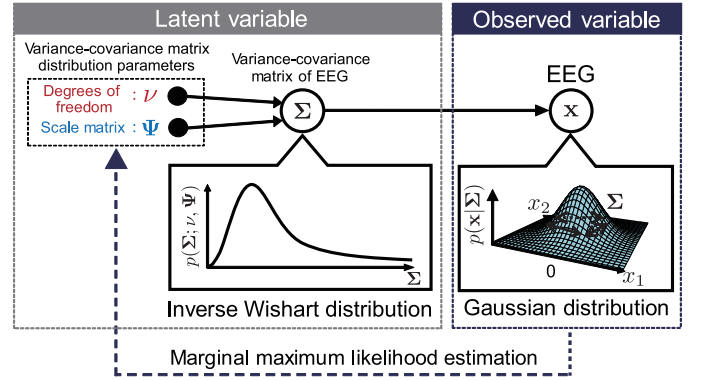 Latent variable
Observed variable
Variance-covariance matrix
distribution parameters
Degrees of
freedom
: ν
Scale matrix : Ψ
Variance-covariance
matrix of EEG
Σ
EEG
x
p(Σ; ν, Ψ)
Σ
Inverse Wishart distribution
p(x|Σ)
x₂
Σ
0
x₁
Gaussian distribution
Marginal maximum likelihood estimation